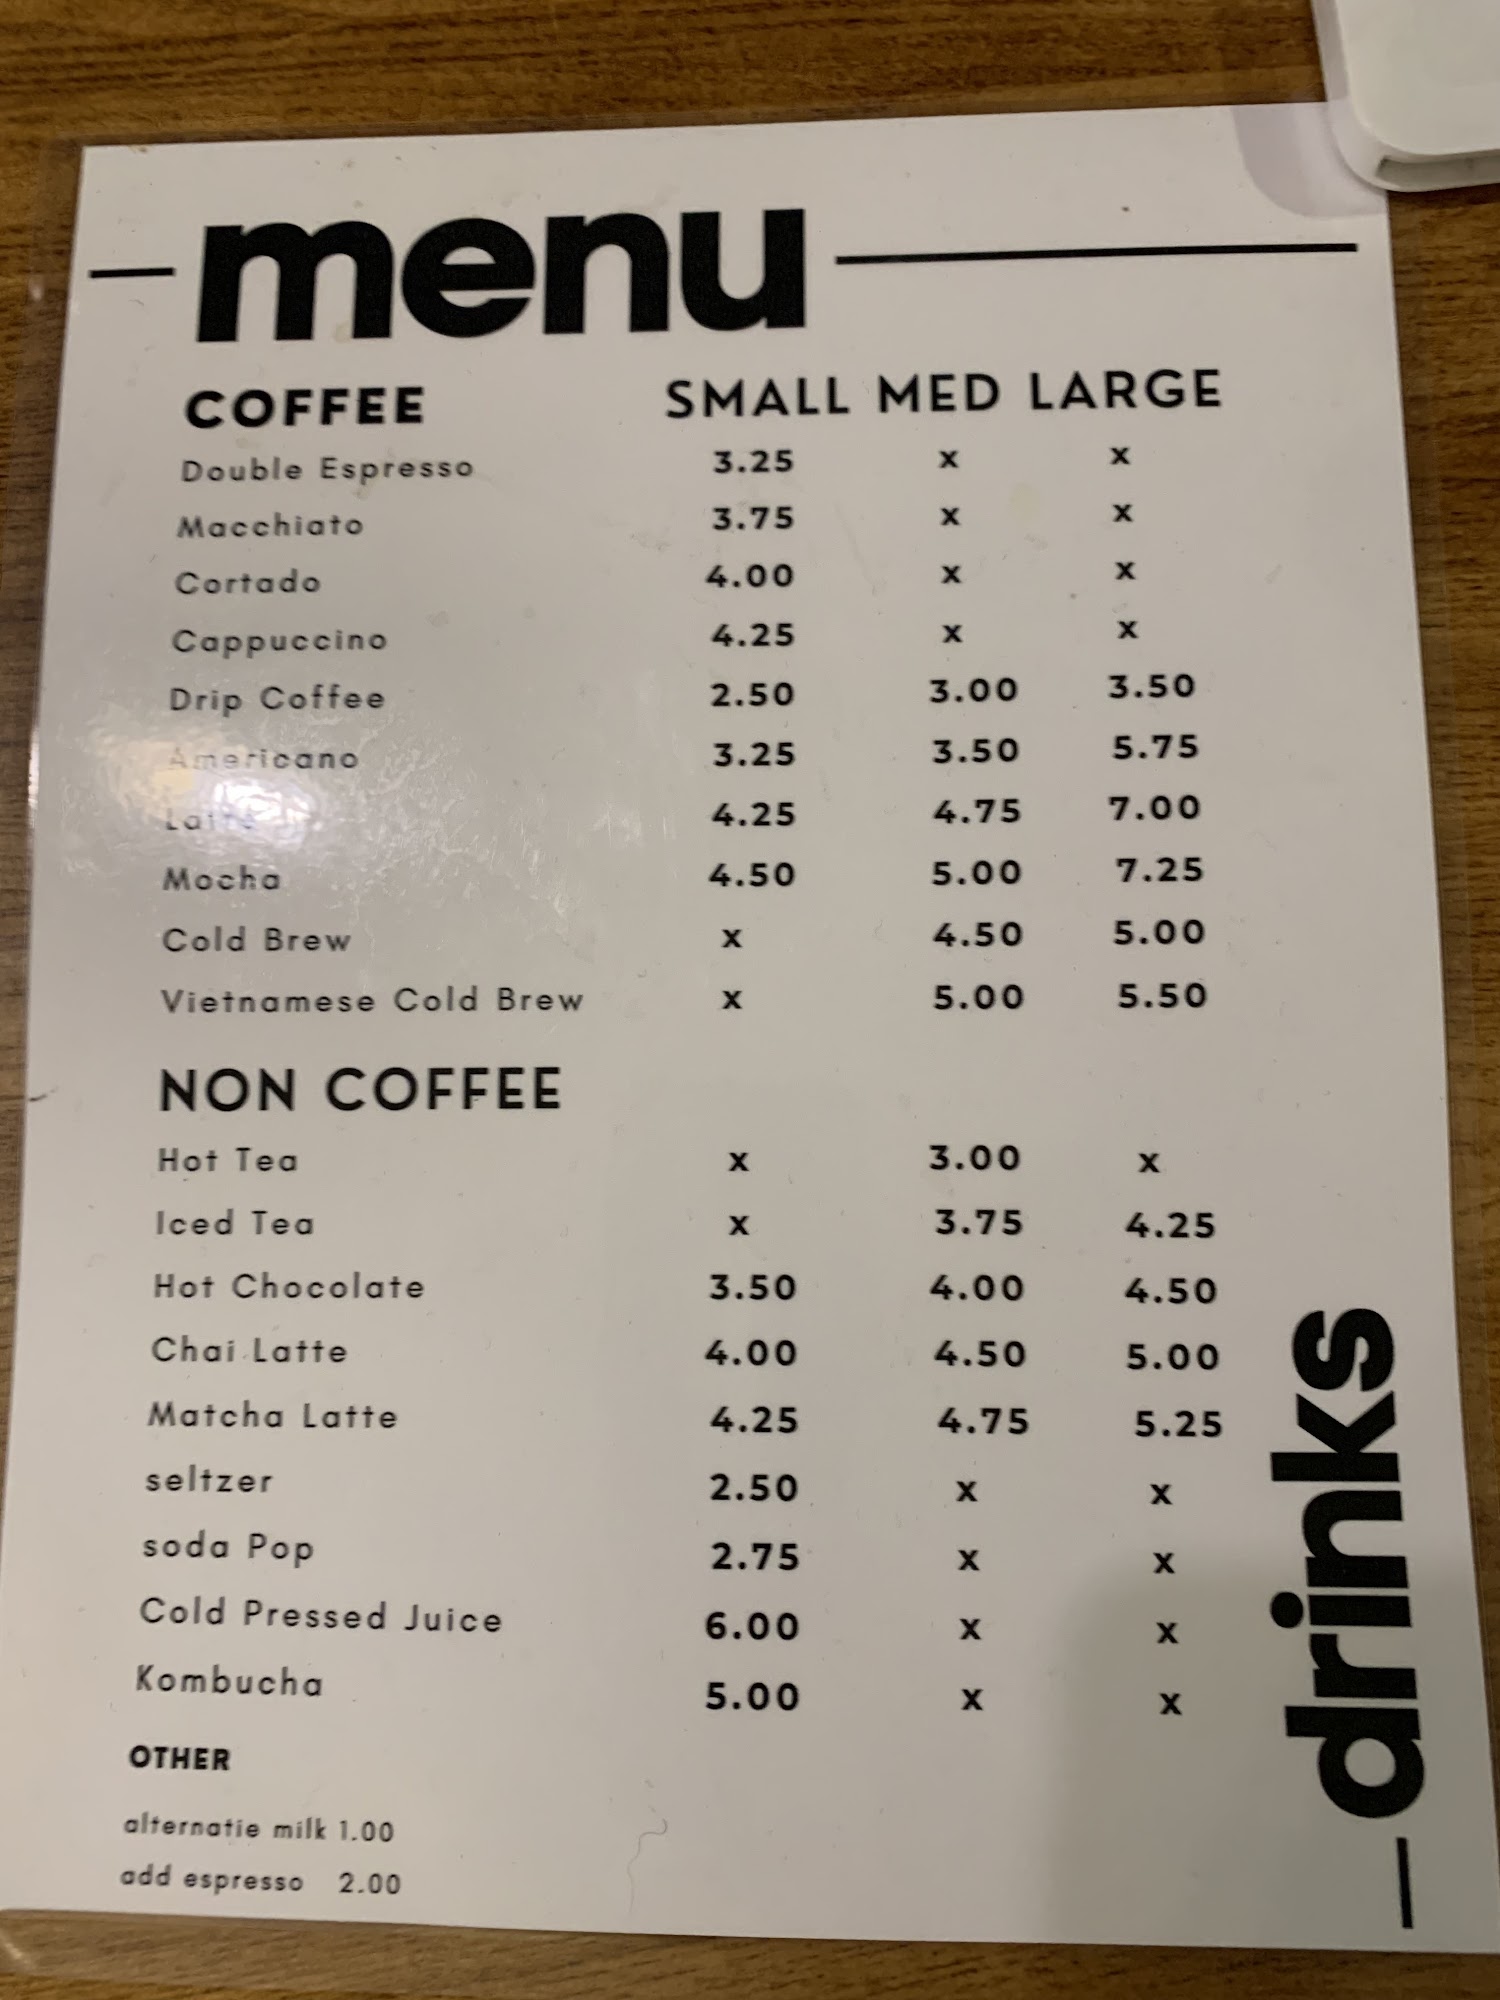 menu
COFFEE SMALL MED LARGE
Double Espresso 3.25 x x
Macchiato 3.75 x x
Cortado 4.00 x x
Cappuccino 4.25 x x
Drip Coffee 2.50 3.00 3.50
Americano 3.25 3.50 5.75
Latte 4.25 4.75 7.00
Mocha 4.50 5.00 7.25
Cold Brew x 4.50 5.00
Vietnamese Cold Brew x 5.00 5.50
NON COFFEE
Hot Tea x 3.00 x
Iced Tea x 3.75 4.25
Hot Chocolate 3.50 4.00 4.50
Chai Latte 4.00 4.50 5.00
Matcha Latte 4.25 4.75 5.25
seltzer 2.50 x x
soda Pop 2.75 x x
Cold Pressed Juice 6.00 x x
Kombucha 5.00 x x
OTHER
alternatie milk 1.00
add espresso 2.00
drinks